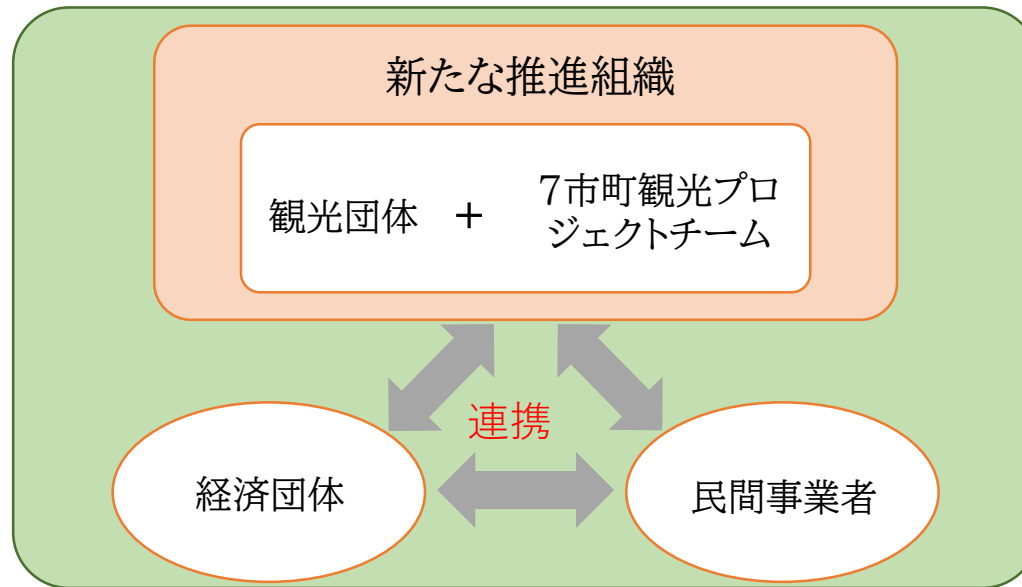 新たな推進組織
観光団体 +
7市町観光プロ
ジェクトチーム
連携
経済団体
民間事業者